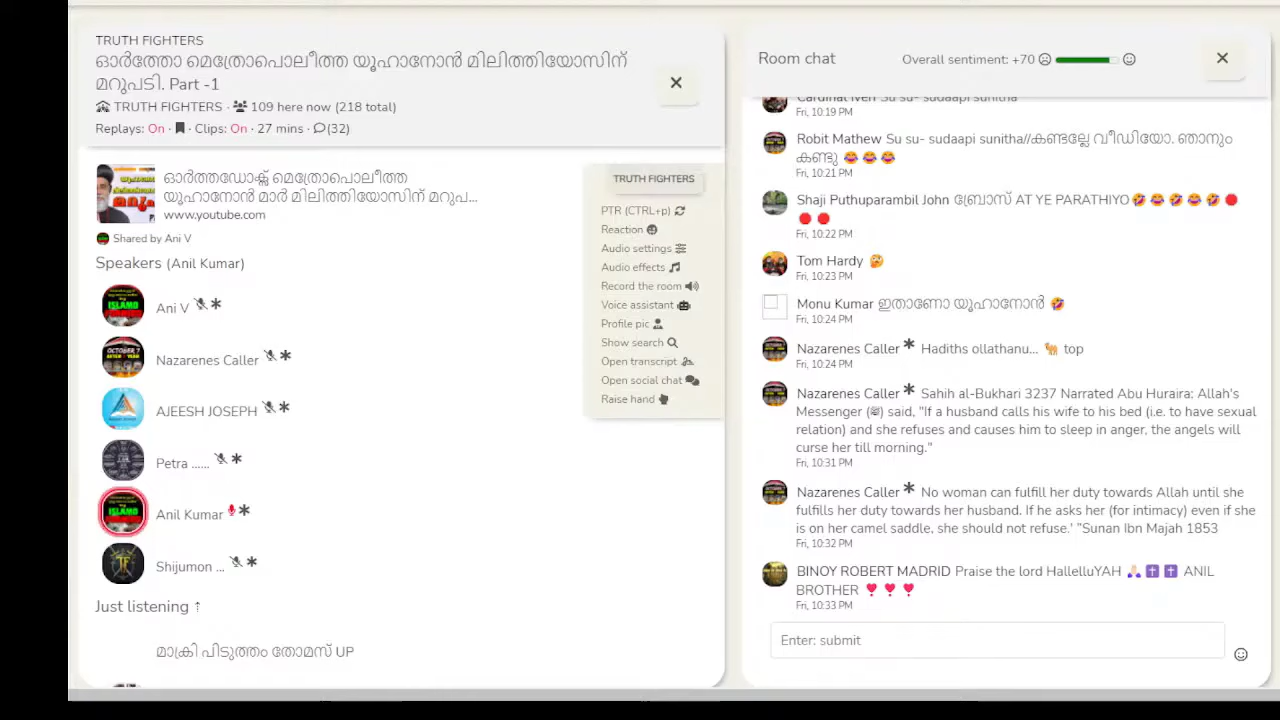 TRUTH FIGHTERS
ഓർത്തോ മെത്രോപൊലീത്ത യൂഹാനോൻ മിലിത്തിയോസിന്
മറുപടി. Part -1
TRUTH FIGHTERS · 109 here now (218 total)
Replays: On · Clips: On · 27 mins · (32)
ഓർത്തഡോക്സ് മെത്രാപൊലീത്ത
യൂഹാനോൻ മാർ മിലിത്തിയോസിന് മറുപ...
www.youtube.com
Shared by Ani V
Speakers (Anil Kumar)
Ani V
Nazarenes Caller
AJEESH JOSEPH
Petra ......
Anil Kumar
Shijumon ...
Just listening ↑
മാക്രി പിടുത്തം തോമസ് UP
TRUTH FIGHTERS
PTR (CTRL+p)
Reaction
Audio settings
Audio effects
Record the room
Voice assistant
Profile pic
Show search
Open transcript
Open social chat
Raise hand
Room chat
Overall sentiment: +70
Cardinal Iven Su su- sudaapi sunitha
Fri, 10:19 PM
Robit Mathew Su su- sudaapi sunitha//കണ്ടല്ലേ വീഡിയോ. ഞാനും
കണ്ടു 😂 😂 😂
Fri, 10:21 PM
Shaji Puthuparambil John ബ്രോസ് AT YE PARATHIYO🤣 😂 🤣 😂 🤣 🛑
🛑 🛑
Fri, 10:22 PM
Tom Hardy
Fri, 10:23 PM
Monu Kumar ഇതാണോ യൂഹാനോൻ 🤣
Fri, 10:24 PM
Nazarenes Caller * Hadiths ollathanu... 🐪 top
Fri, 10:24 PM
Nazarenes Caller * Sahih al-Bukhari 3237 Narrated Abu Huraira: Allah's
Messenger (ﷺ) said, "If a husband calls his wife to his bed (i.e. to have sexual
relation) and she refuses and causes him to sleep in anger, the angels will
curse her till morning."
Fri, 10:31 PM
Nazarenes Caller * No woman can fulfill her duty towards Allah until she
fulfills her duty towards her husband. If he asks her (for intimacy) even if she
is on her camel saddle, she should not refuse.' "Sunan Ibn Majah 1853
Fri, 10:32 PM
BINOY ROBERT MADRID Praise the lord HallelluYAH 🙏🏻 ✝️ ✝️ ANIL
BROTHER ❣️ ❣️ ❣️
Fri, 10:33 PM
Enter: submit